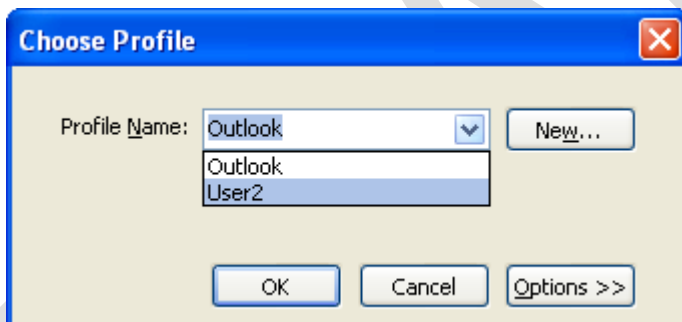 Choose Profile
Profile Name: Outlook New...
Outlook
User2
OK Cancel Options >>